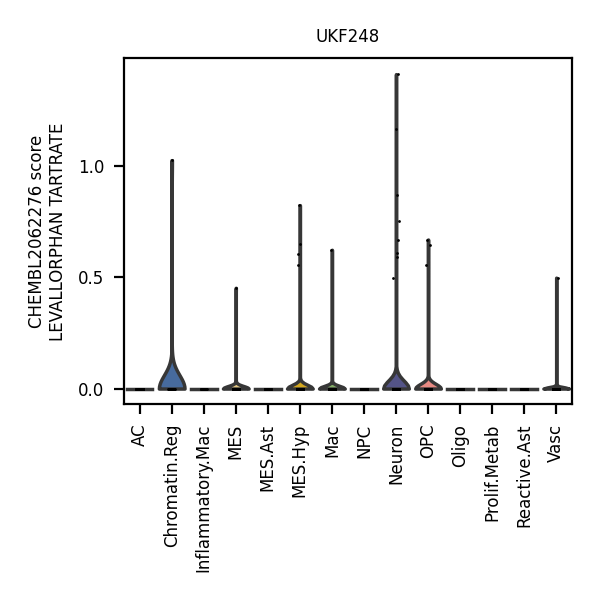 UKF248
CHEMBL2062276 score
LEVALLORPHAN TARTRATE
1.0
0.5
0.0
AC
Chromatin.Reg
Inflammatory.Mac
MES
MES.Ast
MES.Hyp
Mac
NPC
Neuron
OPC
Oligo
Prolif.Metab
Reactive.Ast
Vasc